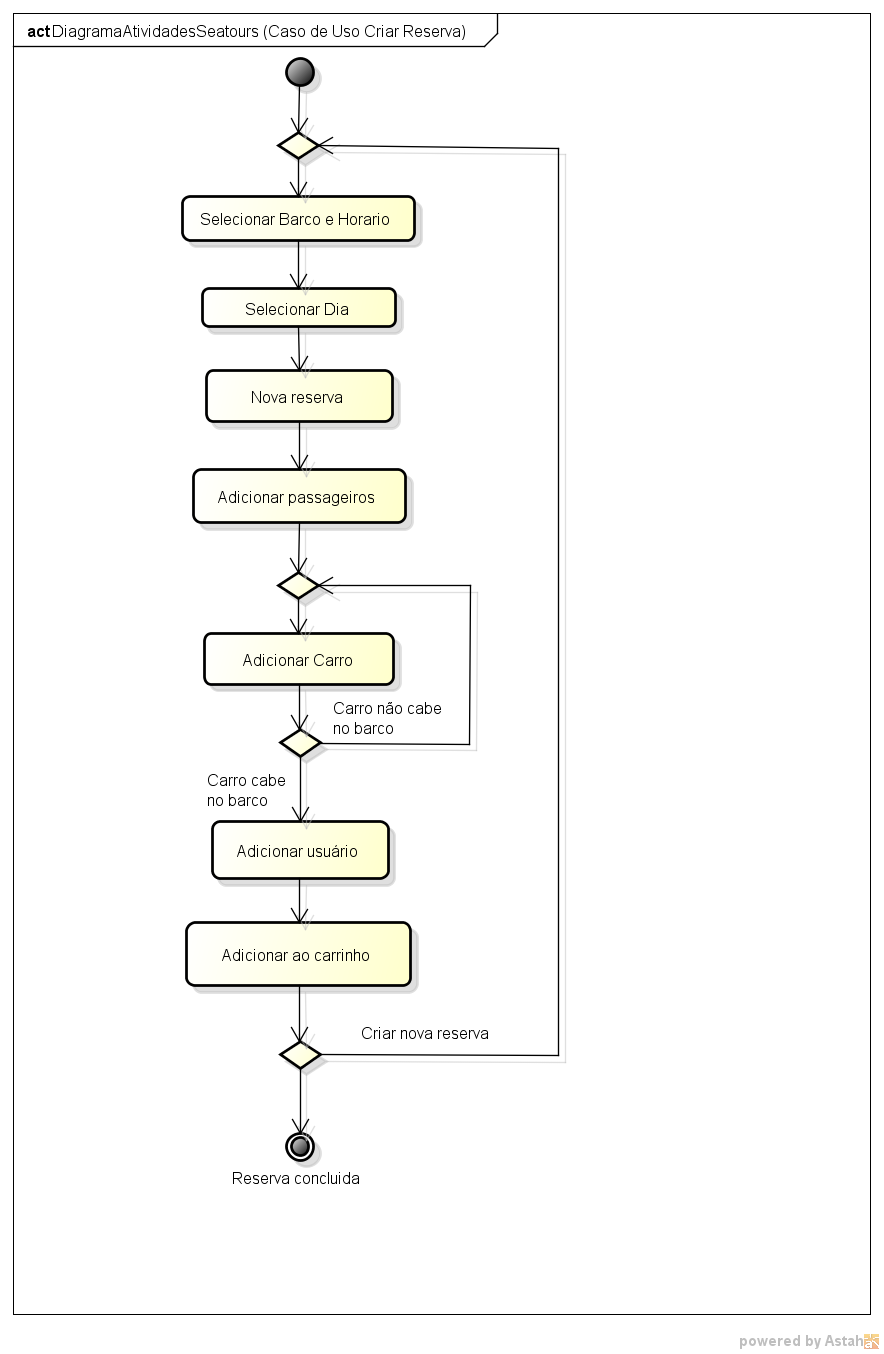 act DiagramaAtividadesSeatours (Caso de Uso Criar Reserva)
Selecionar Barco e Horario
Selecionar Dia
Nova reserva
Adicionar passageiros
Adicionar Carro
Carro não cabe
no barco
Carro cabe
no barco
Adicionar usuário
Adicionar ao carrinho
Criar nova reserva
Reserva concluida
powered by Astah